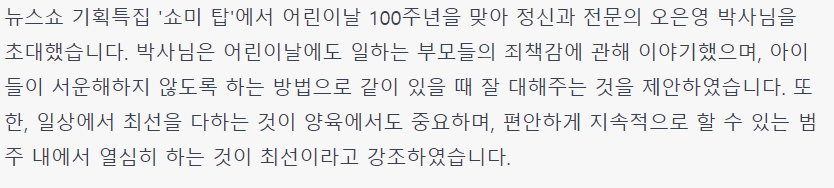 뉴스쇼 기획특집 '쇼미 탑'에서 어린이날 100주년을 맞아 정신과 전문의 오은영 박사님을
초대했습니다. 박사님은 어린이날에도 일하는 부모들의 죄책감에 관해 이야기했으며, 아이
들이 서운해하지 않도록 하는 방법으로 같이 있을 때 잘 대해주는 것을 제안하였습니다. 또
한, 일상에서 최선을 다하는 것이 양육에서도 중요하며, 편안하게 지속적으로 할 수 있는 범
주 내에서 열심히 하는 것이 최선이라고 강조하였습니다.